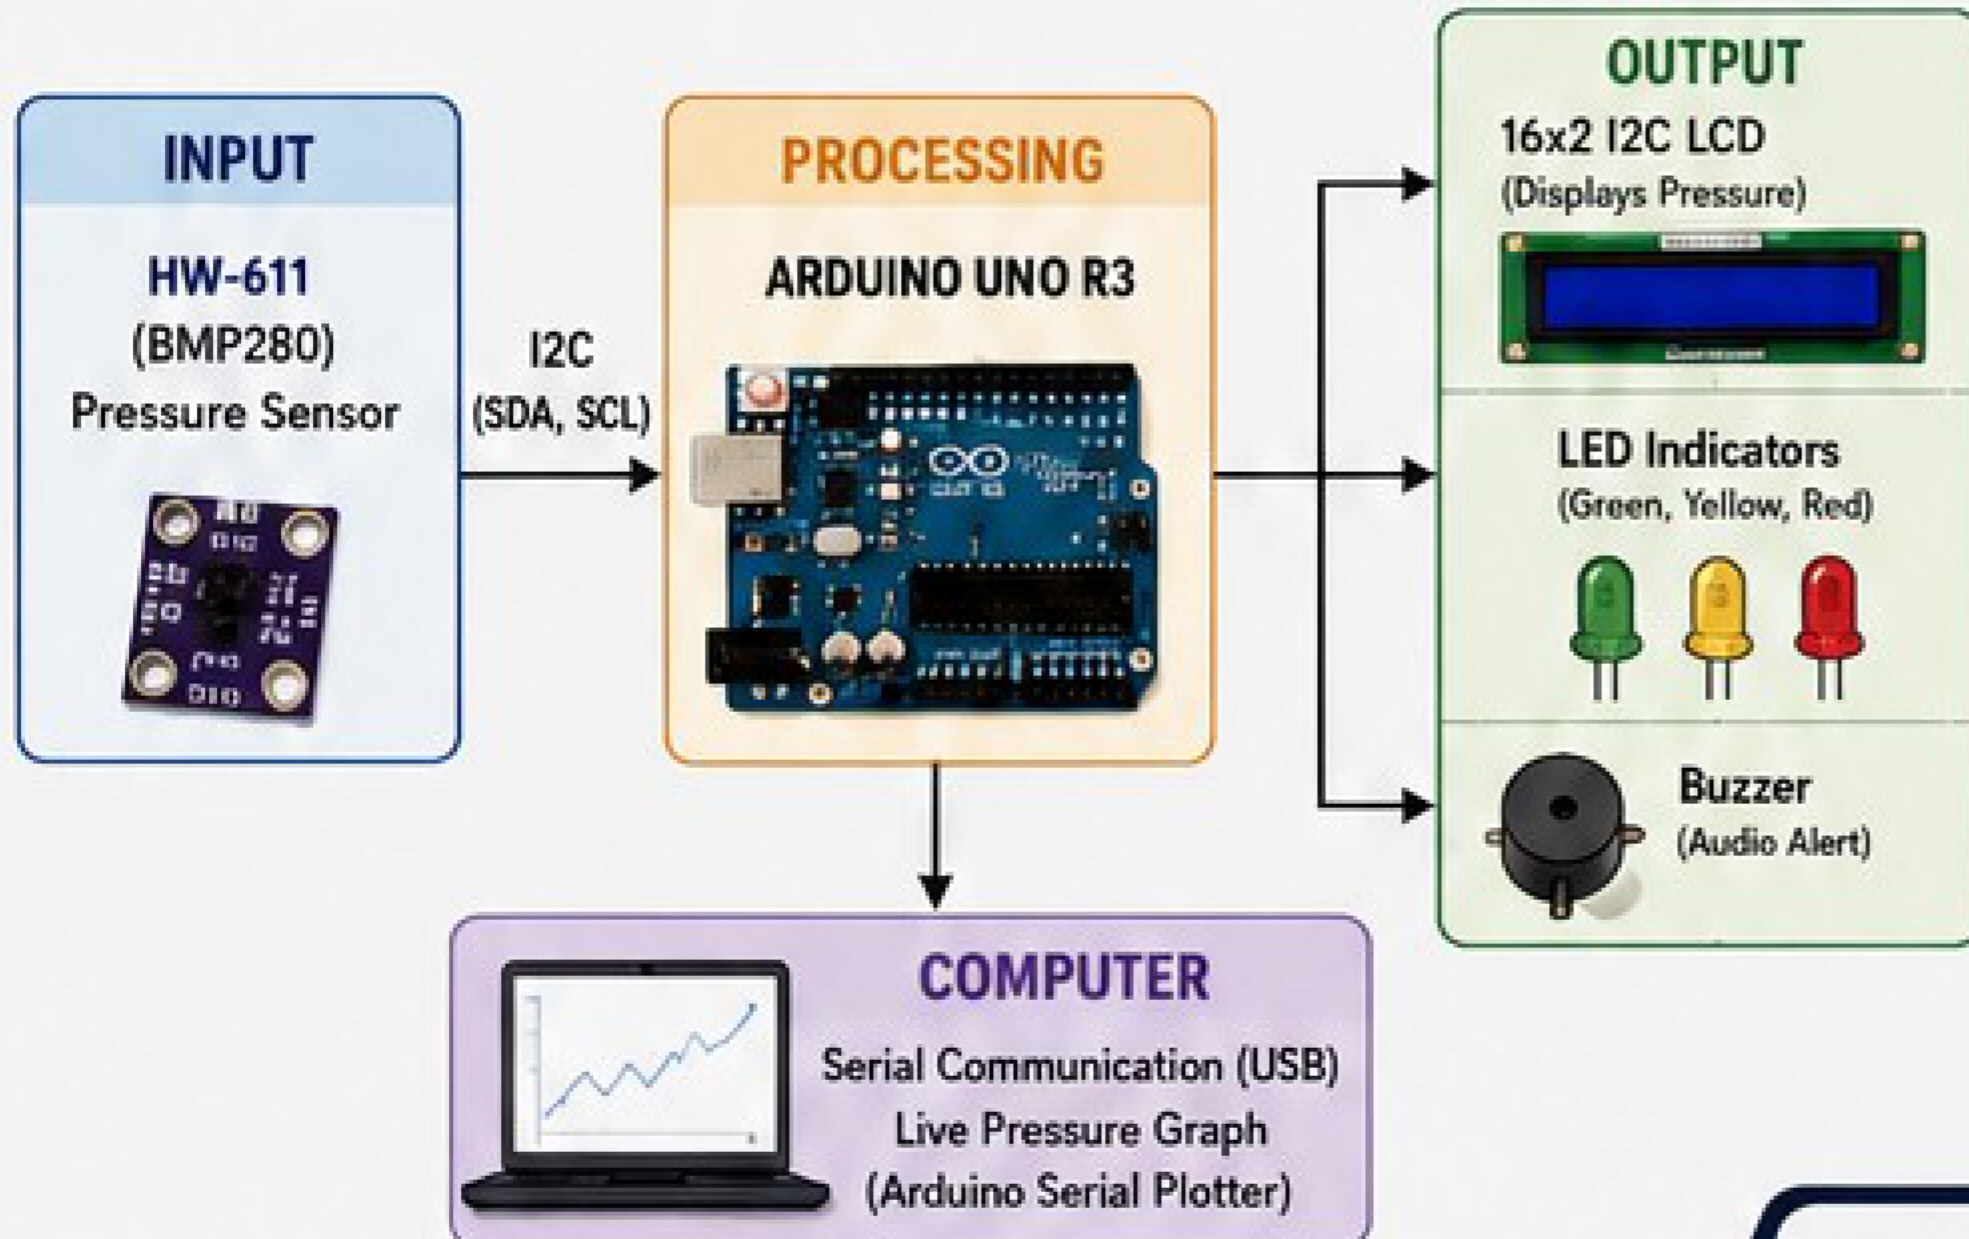 INPUT
HW-611
(BMP280)
Pressure Sensor
I2C
(SDA, SCL)
PROCESSING
ARDUINO UNO R3
OUTPUT
16x2 I2C LCD
(Displays Pressure)
LED Indicators
(Green, Yellow, Red)
Buzzer
(Audio Alert)
COMPUTER
Serial Communication (USB)
Live Pressure Graph
(Arduino Serial Plotter)